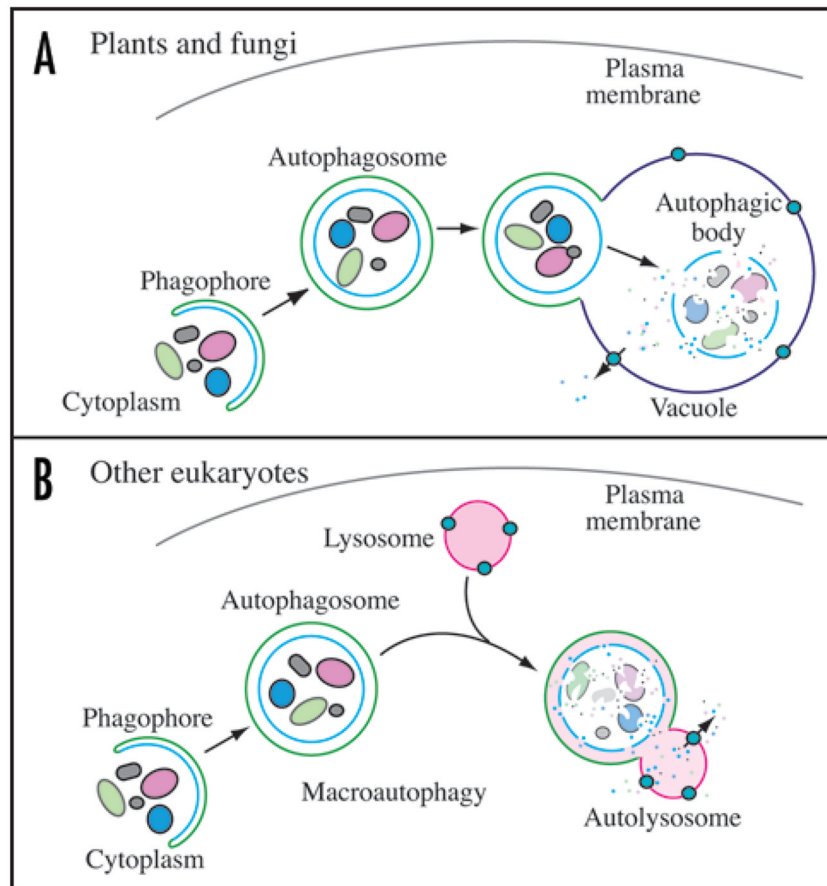 A
Plants and fungi
Plasma
membrane
Autophagosome
Autophagic
body
Phagophore
Cytoplasm
Vacuole
B
Other eukaryotes
Plasma
membrane
Lysosome
Autophagosome
Phagophore
Macroautophagy
Autolysosome
Cytoplasm